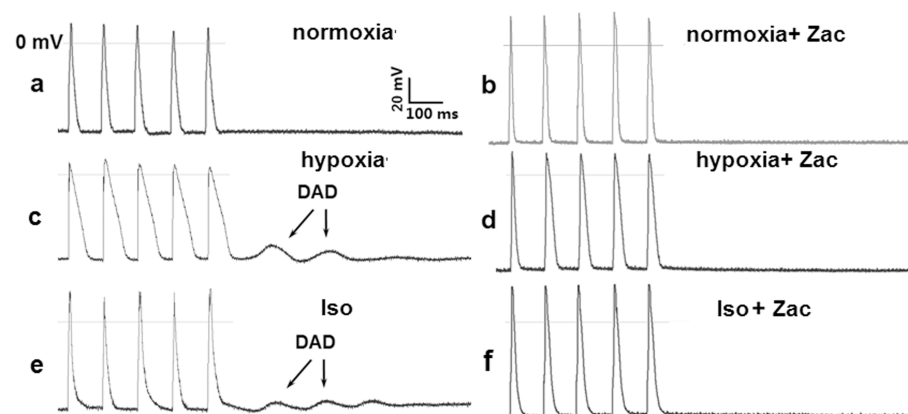 normoxia
0 mV
a
20 mV
100 ms
normoxia+ Zac
b
hypoxia
DAD
c
hypoxia+ Zac
d
Iso
DAD
e
Iso + Zac
f